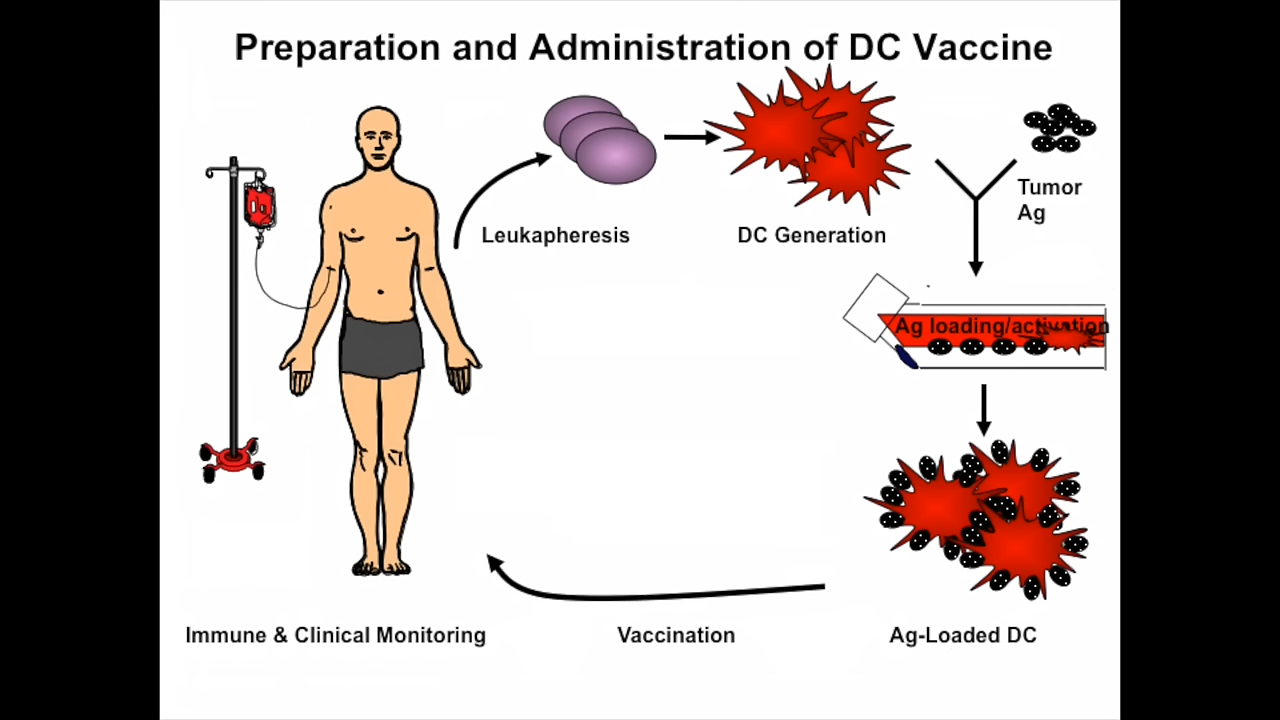 Preparation and Administration of DC Vaccine
Leukapheresis
DC Generation
Tumor
Ag
Ag loading/activation
Immune & Clinical Monitoring
Vaccination
Ag-Loaded DC